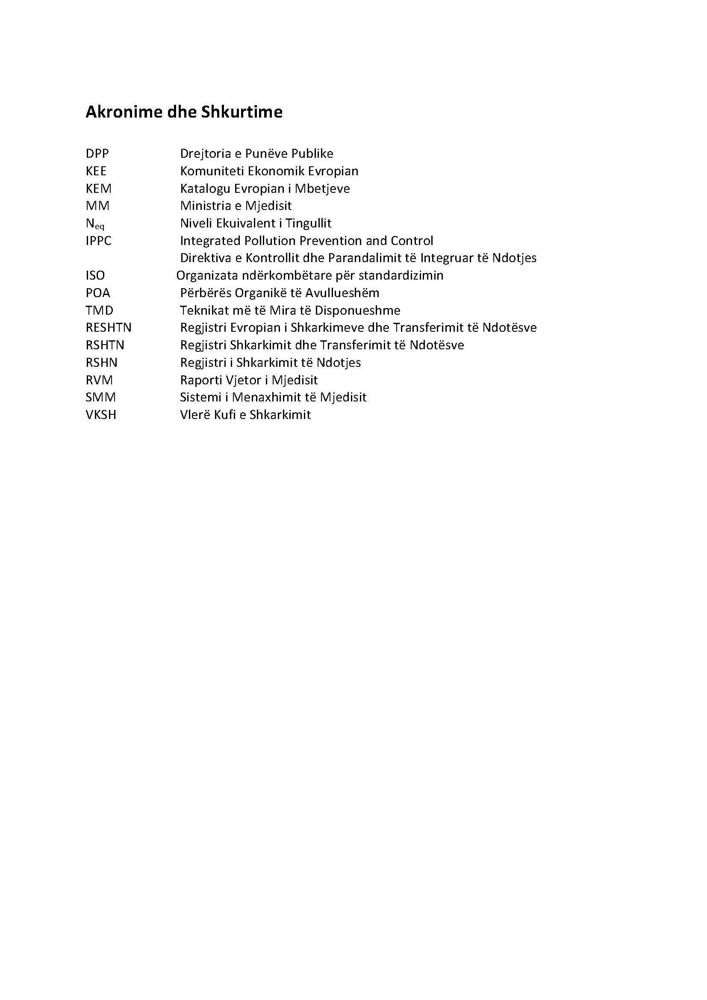 Akronime dhe Shkurtime
DPP Drejtoria e Punëve Publike
KEE Komuniteti Ekonomik Evropian
KEM Katalogu Evropian i Mbetjeve
MM Ministria e Mjedisit
Neq Niveli Ekuivalent i Tingullit
IPPC Integrated Pollution Prevention and Control
Direktiva e Kontrollit dhe Parandalimit të Integruar të Ndotjes
ISO Organizata ndërkombëtare për standardizimin
POA Përbërës Organikë të Avullueshëm
TMD Teknikat më të Mira të Disponueshme
RESHTN Regjistri Evropian i Shkarkimeve dhe Transferimit të Ndotësve
RSHTN Regjistri Shkarkimit dhe Transferimit të Ndotësve
RSHN Regjistri i Shkarkimit të Ndotjes
RVM Raporti Vjetor i Mjedisit
SMM Sistemi i Menaxhimit të Mjedisit
VKSH Vlerë Kufi e Shkarkimit